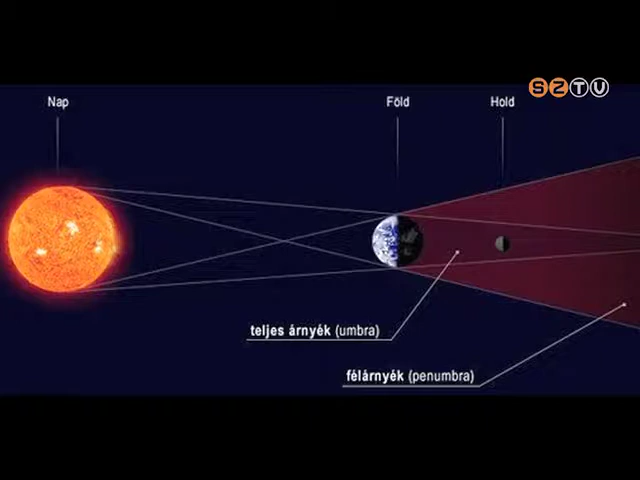 Nap
Föld
Hold
SZTV
teljes árnyék (umbra)
félárnyék (penumbra)